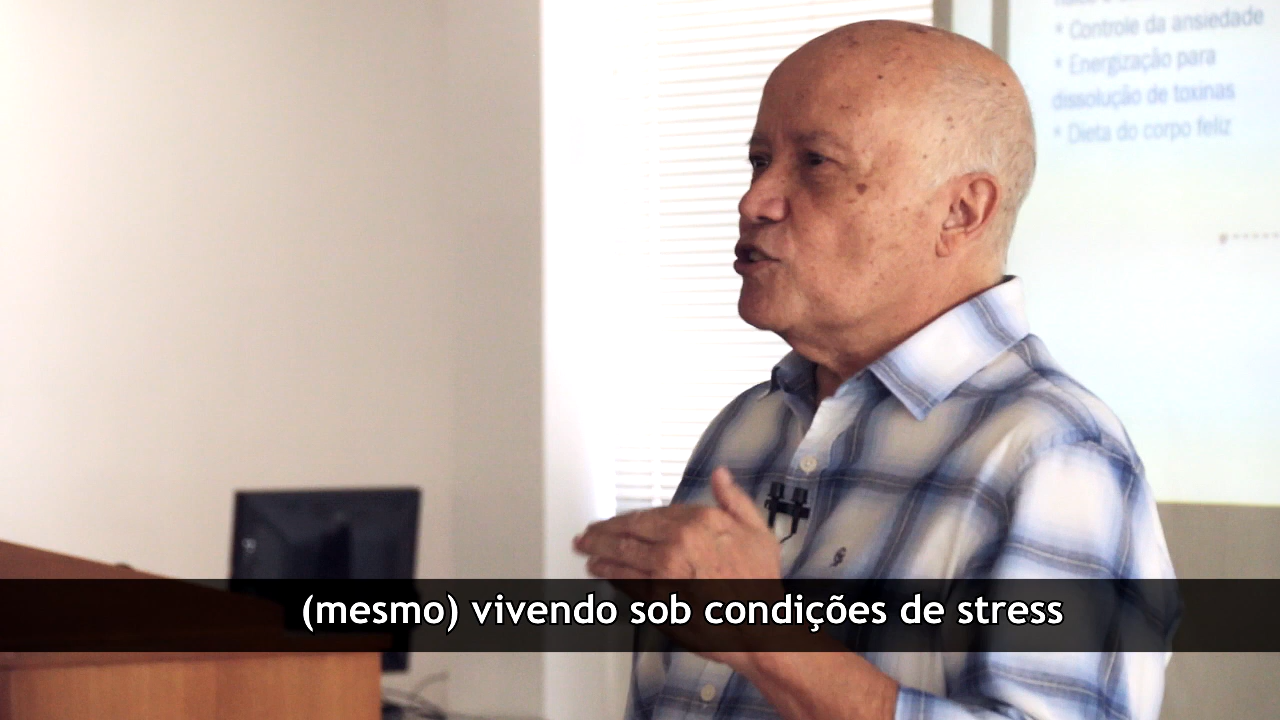 * Controle da ansiedade
* Energização para
dissolução de toxinas
* Dieta do corpo feliz
(mesmo) vivendo sob condições de stress